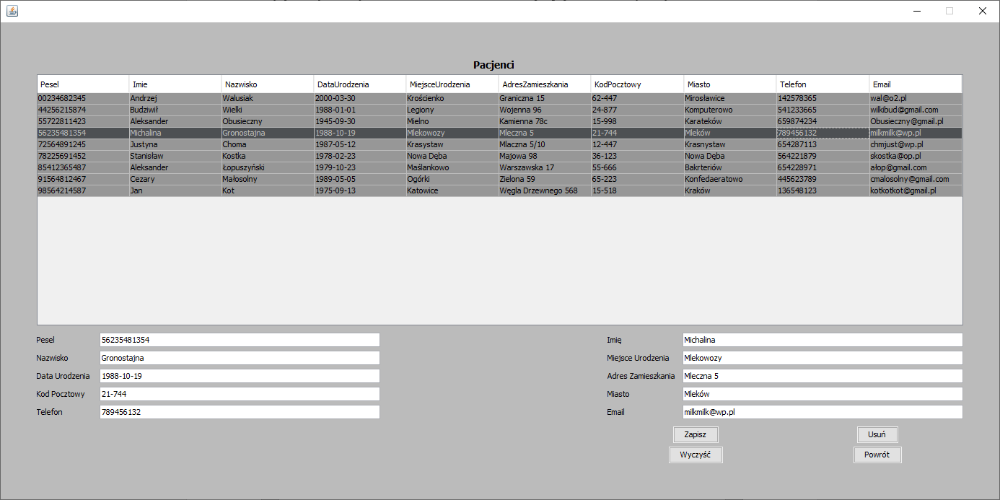 Pacjenci
Pesel Imie Nazwisko DataUrodzenia MiejsceUrodzenia AdresZamieszkania KodPocztowy Miasto Telefon Email
00234682345 Andrzej Walusiak 2000-03-30 Krościenko Graniczna 15 62-447 Mirosławice 142578365 wal@o2.pl
44256215874 Budziwił Wielki 1988-01-01 Legiony Wojenna 96 24-877 Komputerowo 541233665 wilkibud@gmail.com
55722811423 Aleksander Obusieczny 1945-09-30 Mielno Kamienna 78c 15-998 Karateków 659874234 Obusieczny@gmail.pl
56235481354 Michalina Gronostajna 1988-10-19 Mlekowozy Mleczna 5 21-744 Mleków 789456132 milkmilk@wp.pl
72564891245 Justyna Choma 1987-05-12 Krasystaw Mlaczna 5/10 12-447 Krasnystaw 654287113 chmjust@wp.pl
78225691452 Stanisław Kostka 1978-02-23 Nowa Dęba Majowa 98 36-123 Nowa Dęba 564221879 skostka@op.pl
85412365487 Aleksander Łopuszyński 1979-10-23 Maślankowo Warszawska 17 55-666 Bakrteriów 654228971 ałop@gmail.com
91564812467 Cezary Małosolny 1989-05-05 Ogórki Zielona 59 65-223 Konfedaeratowo 445623789 cmalosolny@gmail.com
98564214587 Jan Kot 1975-09-13 Katowice Węgla Drzewnego 568 15-518 Kraków 136548123 kotkotkot@gmail.pl
Pesel 56235481354 Imię Michalina
Nazwisko Gronostajna Miejsce Urodzenia Mlekowozy
Data Urodzenia 1988-10-19 Adres Zamieszkania Mleczna 5
Kod Pocztowy 21-744 Miasto Mleków
Telefon 789456132 Email milkmilk@wp.pl
Zapisz Usuń
Wyczyść Powrót